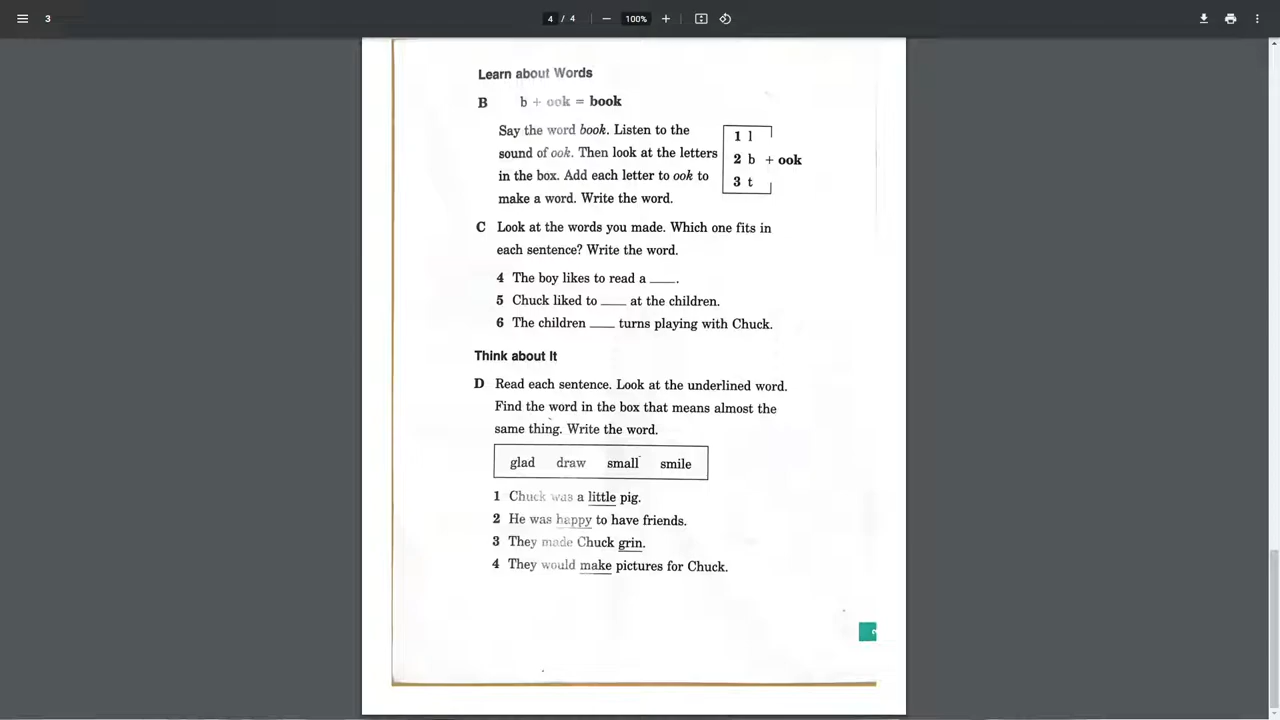 3
4 / 4
100%
Learn about Words
B b + ook = book
Say the word book. Listen to the
sound of ook. Then look at the letters
in the box. Add each letter to ook to
make a word. Write the word.
1 l
2 b + ook
3 t
C Look at the words you made. Which one fits in
each sentence? Write the word.
4 The boy likes to read a ____.
5 Chuck liked to ____ at the children.
6 The children ____ turns playing with Chuck.
Think about It
D Read each sentence. Look at the underlined word.
Find the word in the box that means almost the
same thing. Write the word.
glad draw small smile
1 Chuck was a little pig.
2 He was happy to have friends.
3 They made Chuck grin.
4 They would make pictures for Chuck.